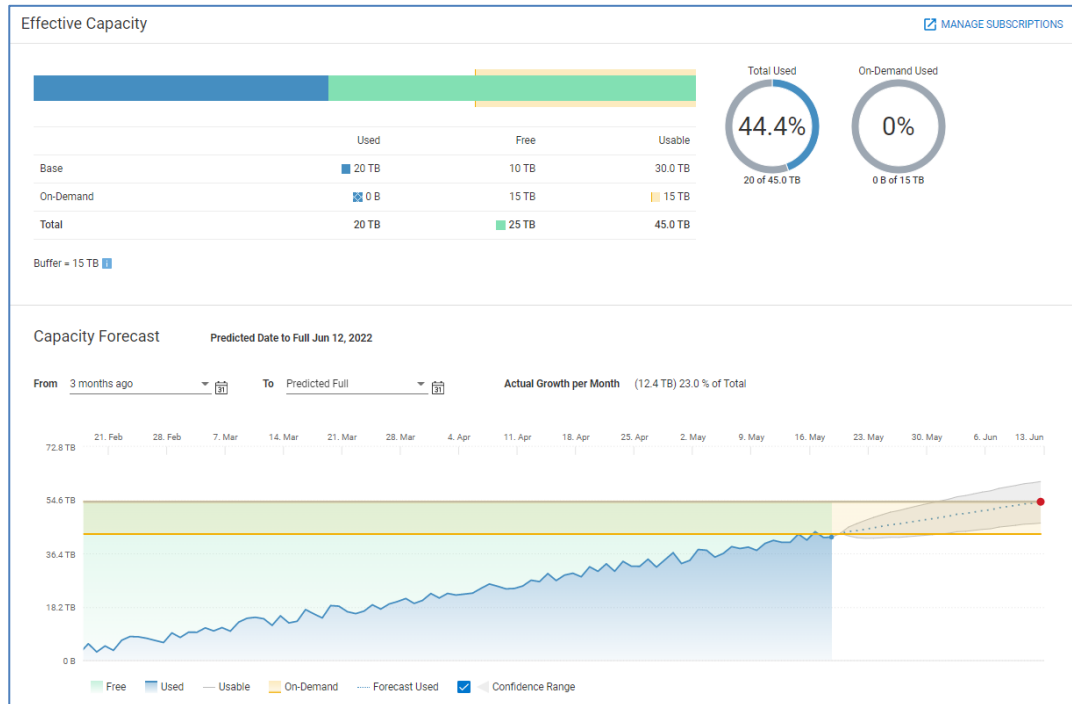 Effective Capacity
MANAGE SUBSCRIPTIONS
Total Used
On-Demand Used
44.4%
0%
20 of 45.0 TB
0 B of 15 TB
Used Free Usable
Base 20 TB 10 TB 30.0 TB
On-Demand 0 B 15 TB 15 TB
Total 20 TB 25 TB 45.0 TB
Buffer = 15 TB i
Capacity Forecast Predicted Date to Full Jun 12, 2022
From 3 months ago 31 To Predicted Full 31 Actual Growth per Month (12.4 TB) 23.0 % of Total
21. Feb 28. Feb 7. Mar 14. Mar 21. Mar 28. Mar 4. Apr 11. Apr 18. Apr 25. Apr 2. May 9. May 16. May 23. May 30. May 6. Jun 13. Jun
72.8 TB
54.6 TB
36.4 TB
18.2 TB
0 B
Free Used Usable On-Demand Forecast Used Confidence Range